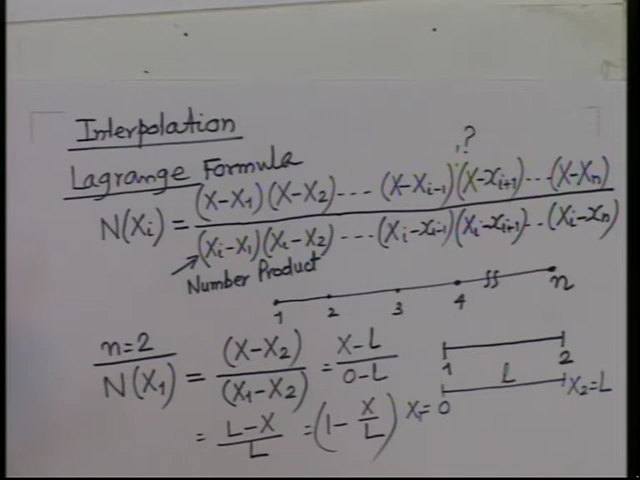 Interpolation
Lagrange Formula
,?
N(Xi) = (X-X1)(X-X2)---- (X-Xi-1)(X-xi+1)... (X-Xn) / (Xi-X1)(Xi-X2) ---- (Xi-xi-1)(Xi-xi+1)-.. (Xi-xn)
Number Product
1 2 3 4 n
n=2
N(X1) = (X-X2) / (X1-X2) = X-L / 0-L
1 2
L
= L-X / L = (1- X/L) X1=0 X2=L